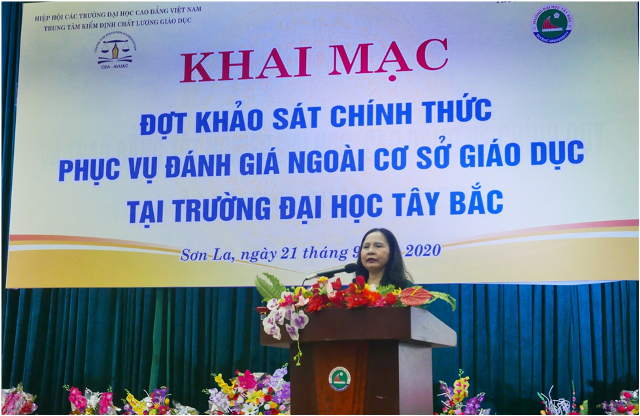 HIỆP HỘI CÁC TRƯỜNG ĐẠI HỌC CAO ĐẲNG VIỆT NAM
TRUNG TÂM KIỂM ĐỊNH CHẤT LƯỢNG GIÁO DỤC
CEA-AVU&C
KHAI MẠC
ĐỢT KHẢO SÁT CHÍNH THỨC
PHỤC VỤ ĐÁNH GIÁ NGOÀI CƠ SỞ GIÁO DỤC
TẠI TRƯỜNG ĐẠI HỌC TÂY BẮC
Sơn La, ngày 21 tháng 9 2020